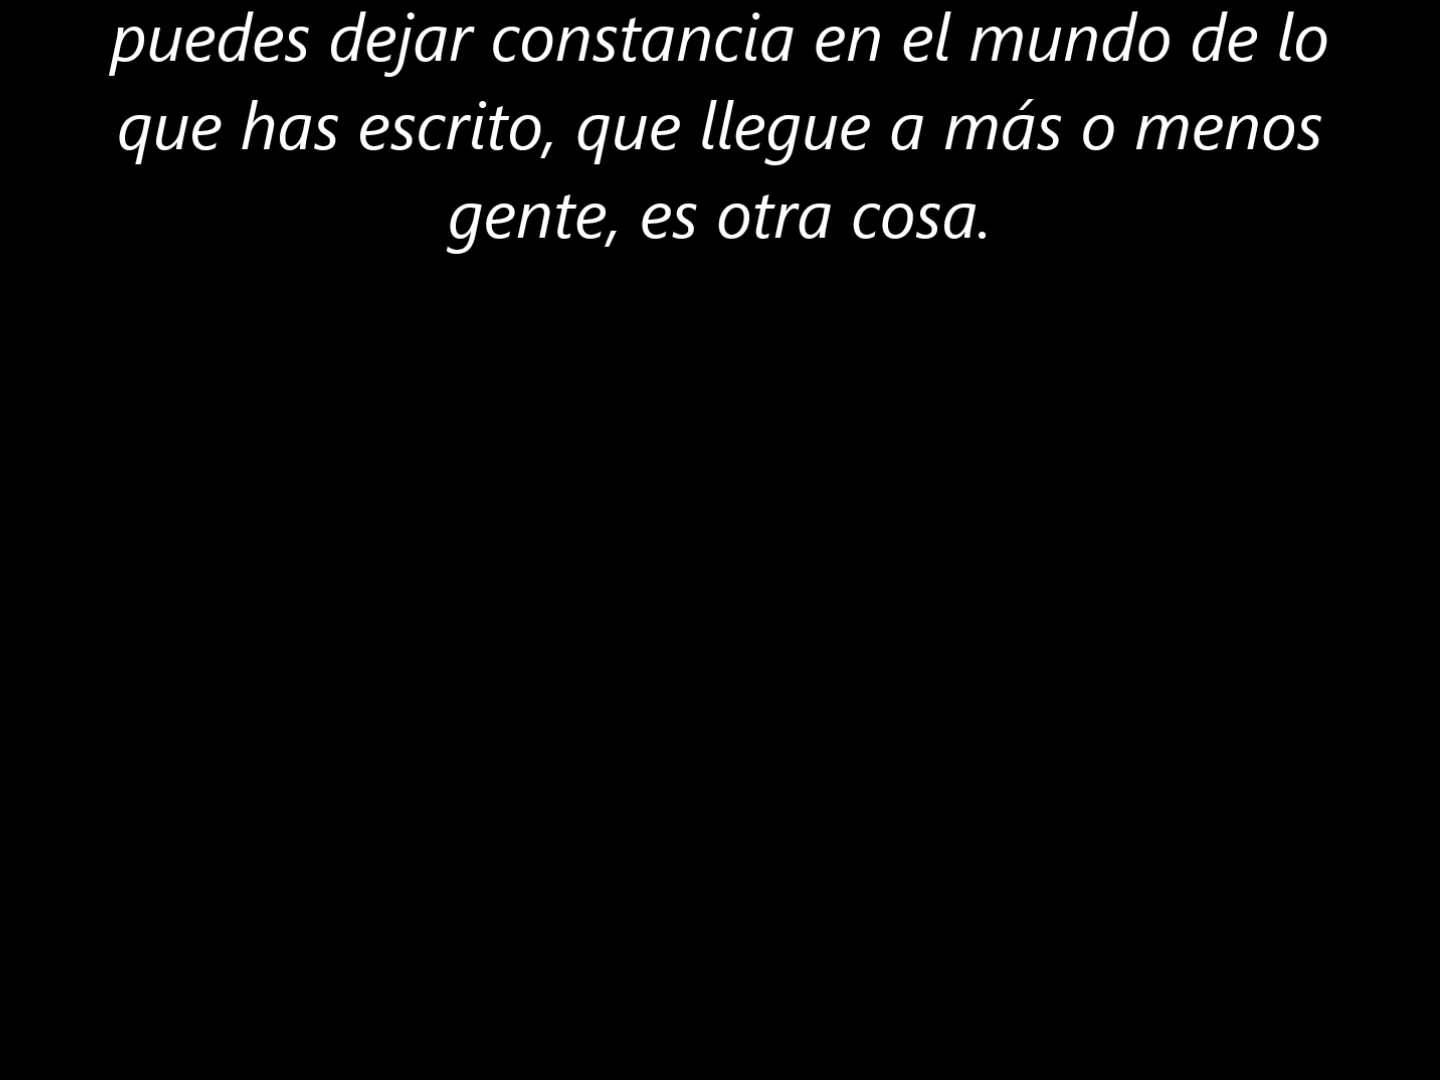 puedes dejar constancia en el mundo de lo
que has escrito, que llegue a más o menos
gente, es otra cosa.